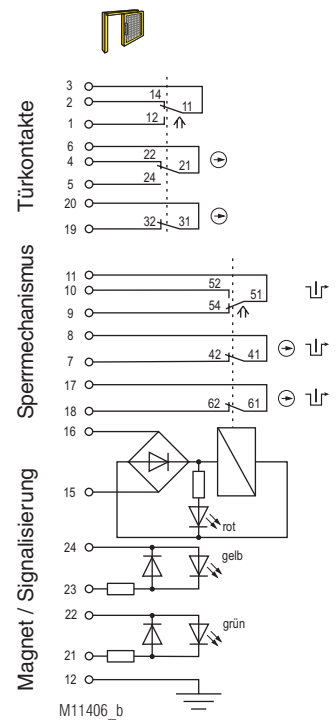 Türkontakte
3
2 14
11
1 12
6
4 22
21
5 24
20
19 32 31
Sperrmechanismus
11
10 52
51
9 54
8
7 42 41
17
18 62 61
Magnet / Signalisierung
16
15
rot
24
gelb
23
22
grün
21
12
M11406_b